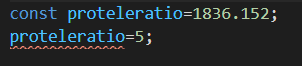 const proteleratio=1836.152;
proteleratio=5;